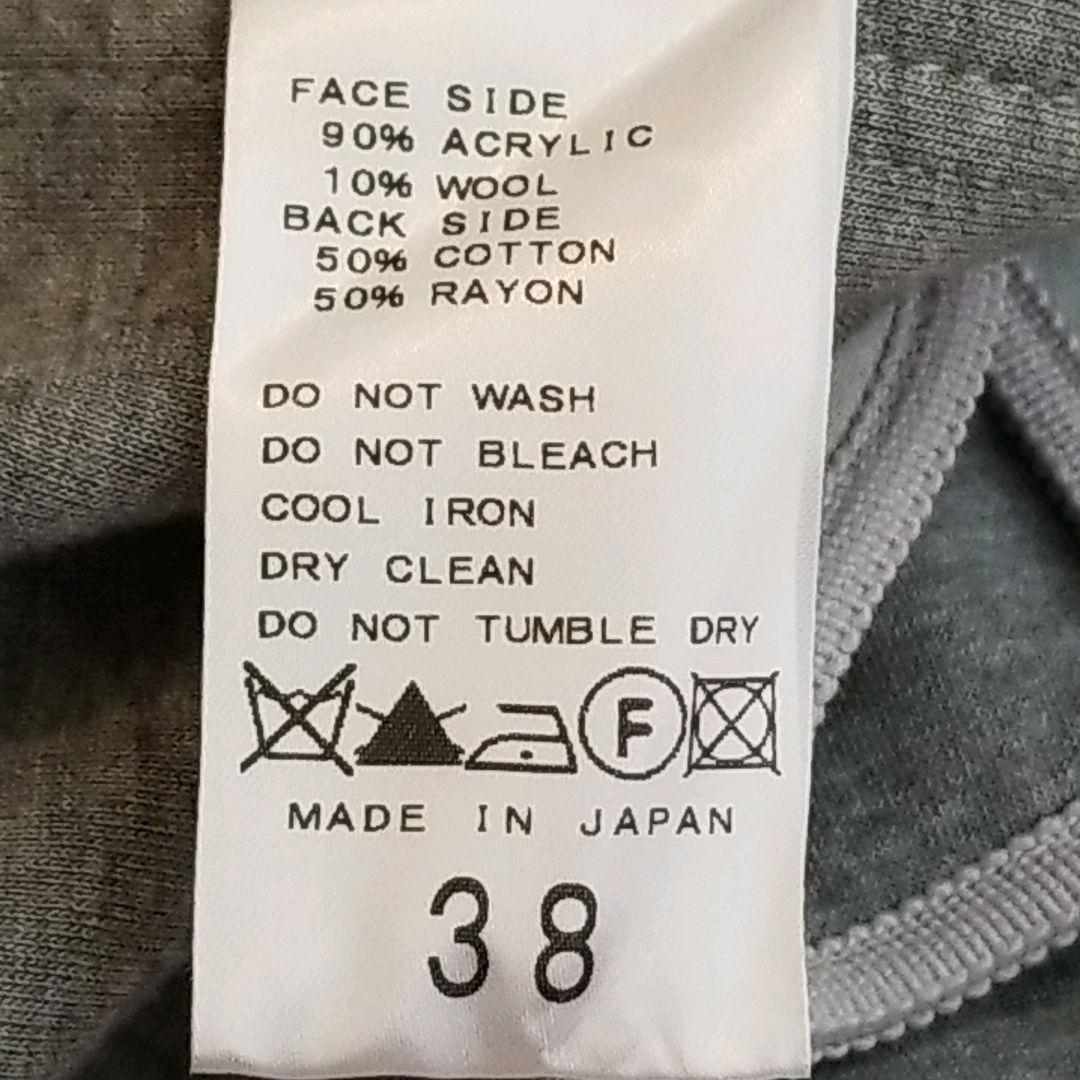 FACE SIDE
90% ACRYLIC
10% WOOL
BACK SIDE
50% COTTON
50% RAYON
DO NOT WASH
DO NOT BLEACH
COOL IRON
DRY CLEAN
DO NOT TUMBLE DRY
F
MADE IN JAPAN
38